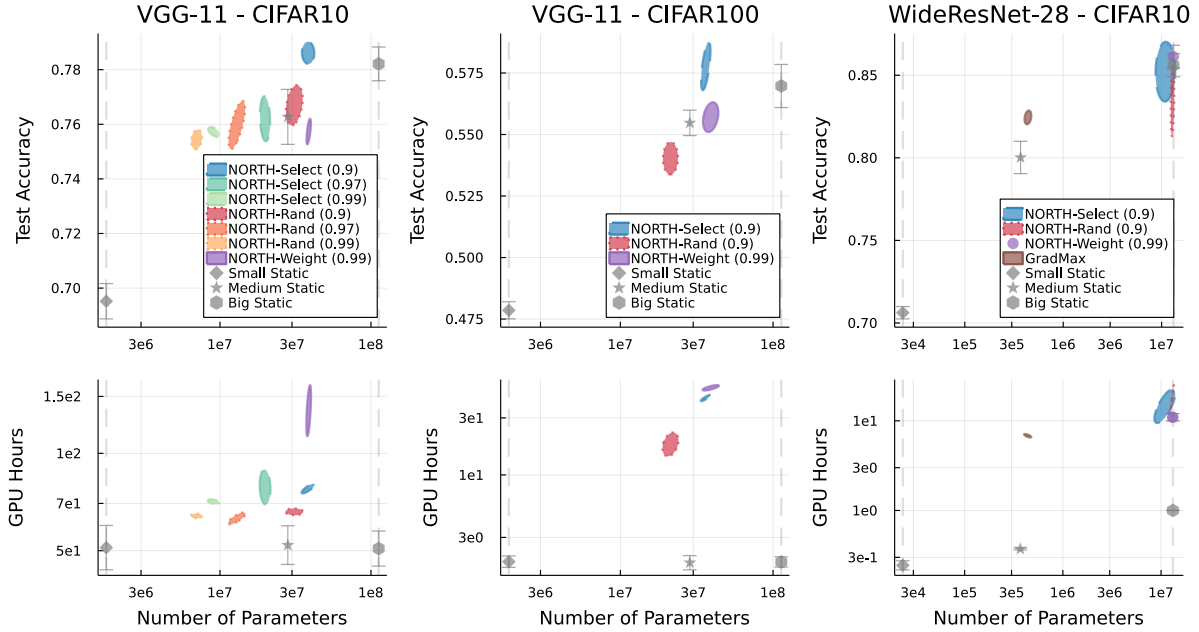 VGG-11 - CIFAR10
VGG-11 - CIFAR100
WideResNet-28 - CIFAR10
Test Accuracy
0.78
0.76
0.74
0.72
0.70
3e6
1e7
3e7
1e8
NORTH-Select (0.9)
NORTH-Select (0.97)
NORTH-Select (0.99)
NORTH-Rand (0.9)
NORTH-Rand (0.97)
NORTH-Rand (0.99)
NORTH-Weight (0.99)
Small Static
Medium Static
Big Static
Test Accuracy
0.575
0.550
0.525
0.500
0.475
3e6
1e7
3e7
1e8
NORTH-Select (0.9)
NORTH-Rand (0.9)
NORTH-Weight (0.99)
Small Static
Medium Static
Big Static
Test Accuracy
0.85
0.80
0.75
0.70
3e4
1e5
3e5
1e6
3e6
1e7
NORTH-Select (0.9)
NORTH-Rand (0.9)
NORTH-Weight (0.99)
GradMax
Small Static
Medium Static
Big Static
GPU Hours
1.5e2
1e2
7e1
5e1
3e6
1e7
3e7
1e8
Number of Parameters
GPU Hours
3e1
1e1
3e0
3e6
1e7
3e7
1e8
Number of Parameters
GPU Hours
1e1
3e0
1e0
3e-1
3e4
1e5
3e5
1e6
3e6
1e7
Number of Parameters